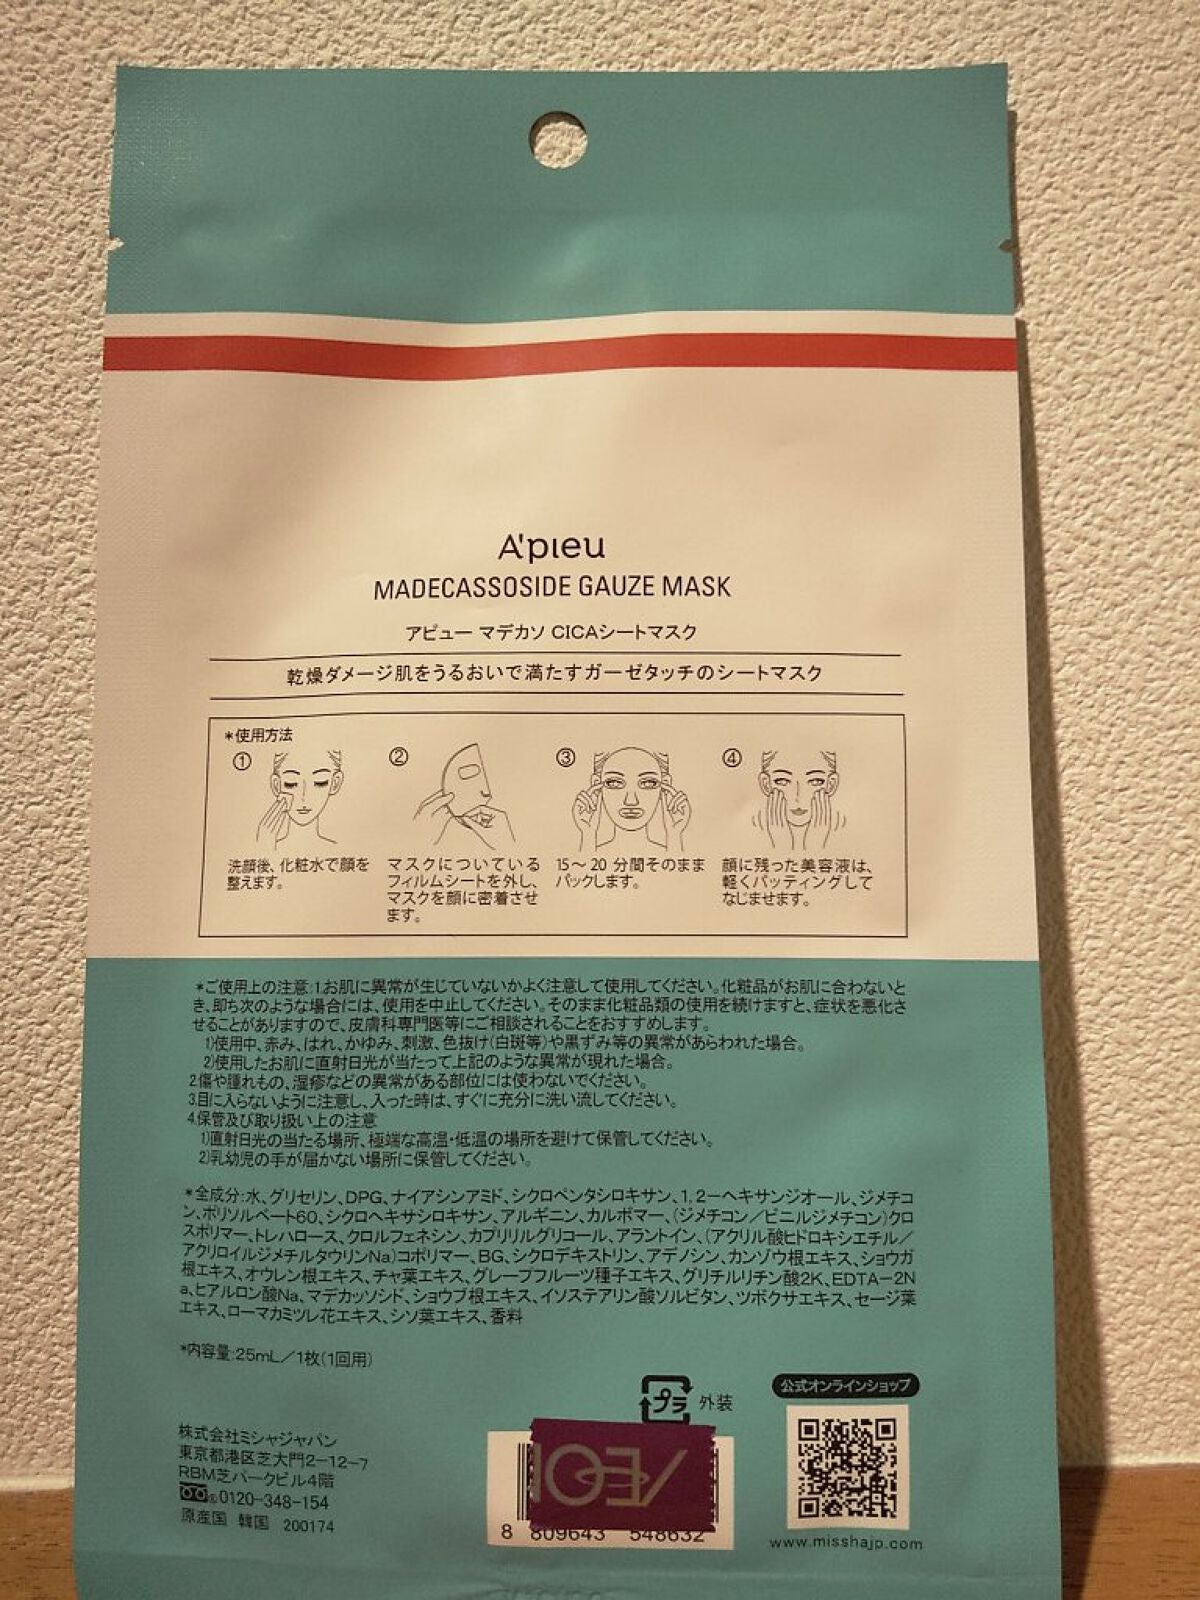 A'pieu
MADECASSOSIDE GAUZE MASK
アピュー マデカソ CICAシートマスク
乾燥ダメージ肌をうるおいで満たすガーゼタッチのシートマスク
*使用方法
①
洗顔後、化粧水で顔を
整えます。
②
マスクについている
フィルムシートを外し、
マスクを顔に密着させ
ます。
③
15～20 分間そのまま
パックします。
④
顔に残った美容液は、
軽くパッティングして
なじませます。
*ご使用上の注意:1.お肌に異常が生じていないかよく注意して使用してください。化粧品がお肌に合わないと
き、即ち次のような場合には、使用を中止してください。そのまま化粧品類の使用を続けますと、症状を悪化さ
せることがありますので、皮膚科専門医等にご相談されることをおすすめします。
1)使用中、赤み、はれ、かゆみ、刺激、色抜け(白斑等)や黒ずみ等の異常があらわれた場合。
2)使用したお肌に直射日光が当たって上記のような異常が現れた場合。
2.傷や腫れもの、湿疹などの異常がある部位には使わないでください。
3.目に入らないように注意し、入った時は、すぐに充分に洗い流してください。
4.保管及び取り扱い上の注意
1)直射日光の当たる場所、極端な高温・低温の場所を避けて保管してください。
2)乳幼児の手が届かない場所に保管してください。
*全成分:水、グリセリン、DPG、ナイアシンアミド、シクロペンタシロキサン、1,2-ヘキサンジオール、ジメチコ
ン、ポリソルベート60、シクロヘキサシロキサン、アルギニン、カルボマー、(ジメチコン/ビニルジメチコン)クロ
スポリマー、トレハロース、クロルフェネシン、カプリリルグリコール、アラントイン、(アクリル酸ヒドロキシエチル/
アクリロイルジメチルタウリンNa)コポリマー、BG、シクロデキストリン、アデノシン、カンゾウ根エキス、ショウガ
根エキス、オウレン根エキス、チャ葉エキス、グレープフルーツ種子エキス、グリチルリチン酸2K、EDTA-2N
a、ヒアルロン酸Na、マデカッソシド、ショウブ根エキス、イソステアリン酸ソルビタン、ツボクサエキス、セージ葉
エキス、ローマカミツレ花エキス、シソ葉エキス、香料
*内容量:25mL/1枚(1回用)
プラ 外装
公式オンラインショップ
株式会社ミシャジャパン
東京都港区芝大門2-12-7
RBM芝パークビル4階
0120-348-154
原産国 韓国 200174
8 809643 548632
www.misshajp.com